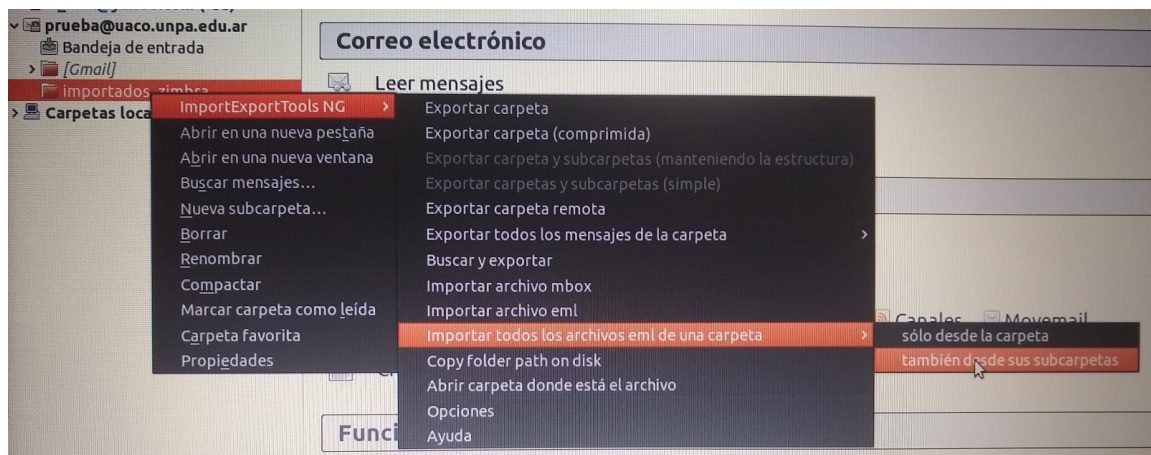 prueba@uaco.unpa.edu.ar
Bandeja de entrada
[Gmail]
importados_zimbra
Carpetas loca
Correo electrónico
Leer mensajes
ImportExportTools NG
Abrir en una nueva pestaña
Abrir en una nueva ventana
Buscar mensajes...
Nueva subcarpeta...
Borrar
Renombrar
Compactar
Marcar carpeta como leída
Carpeta favorita
Propiedades
Exportar carpeta
Exportar carpeta (comprimida)
Exportar carpeta y subcarpetas (manteniendo la estructura)
Exportar carpetas y subcarpetas (simple)
Exportar carpeta remota
Exportar todos los mensajes de la carpeta
Buscar y exportar
Importar archivo mbox
Importar archivo eml
Importar todos los archivos eml de una carpeta
Copy folder path on disk
Abrir carpeta donde está el archivo
Opciones
Ayuda
Canales Movemail
sólo desde la carpeta
también desde sus subcarpetas
Funci